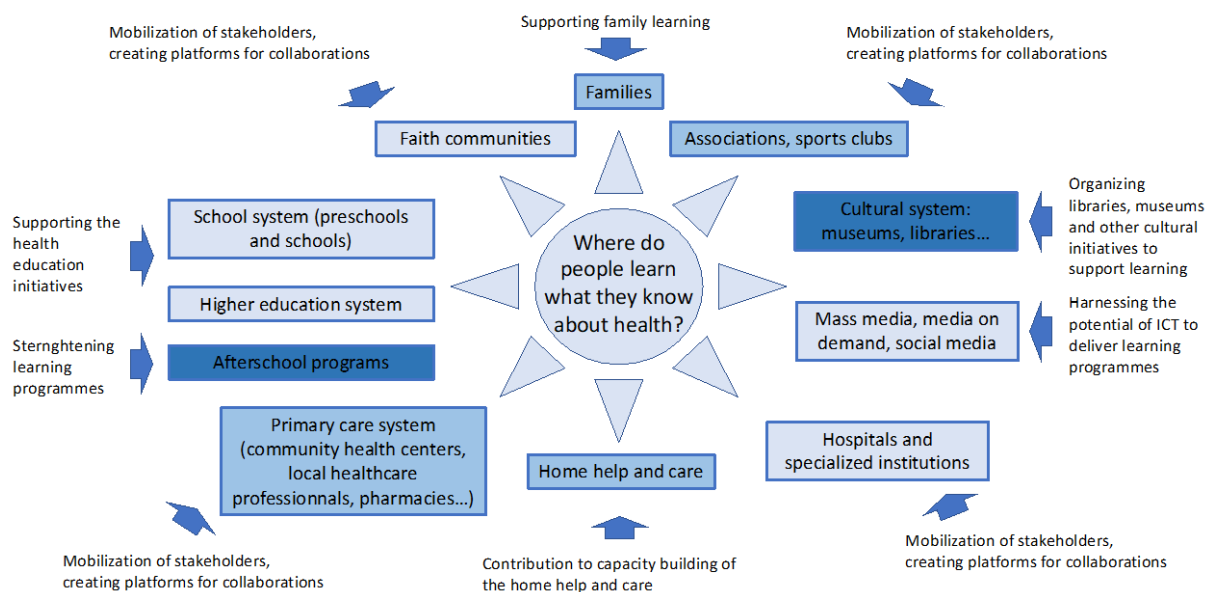 Supporting family learning
Mobilization of stakeholders,
creating platforms for collaborations
Mobilization of stakeholders,
creating platforms for collaborations
Families
Faith communities
Associations, sports clubs
Supporting the
health
education
initiatives
School system (preschools
and schools)
Cultural system:
museums, libraries...
Organizing
libraries, museums
and other cultural
initiatives to
support learning
Where do
people learn
what they know
about health?
Higher education system
Mass media, media on
demand, social media
Harnessing the
potential of ICT to
deliver learning
programmes
Sternghtening
learning
programmes
Afterschool programs
Primary care system
(community health centers,
local healthcare
professionnals, pharmacies...)
Home help and care
Hospitals and
specialized institutions
Mobilization of stakeholders,
creating platforms for collaborations
Contribution to capacity building of
the home help and care
Mobilization of stakeholders,
creating platforms for collaborations